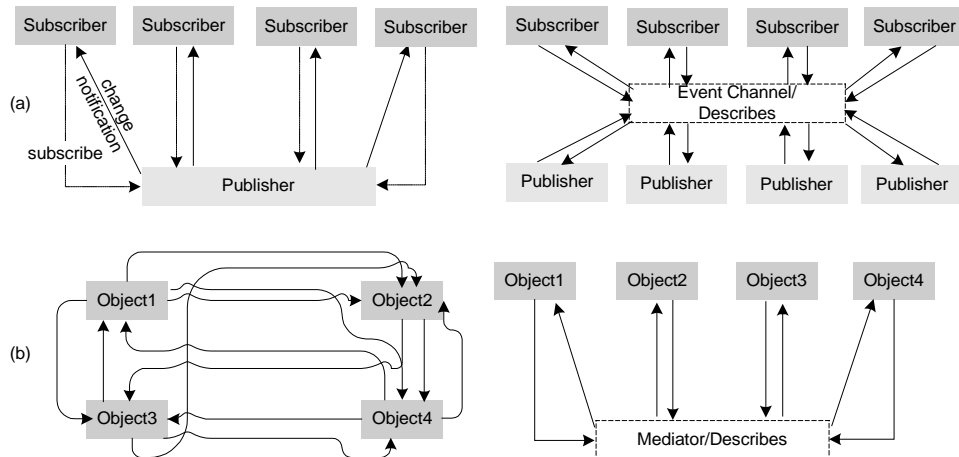 Subscriber Subscriber Subscriber Subscriber
Subscriber Subscriber Subscriber Subscriber
(a)
change
notification
subscribe
Event Channel/
Describes
Publisher
Publisher Publisher Publisher Publisher
(b)
Object1 Object2
Object3 Object4
Object1 Object2 Object3 Object4
Mediator/Describes